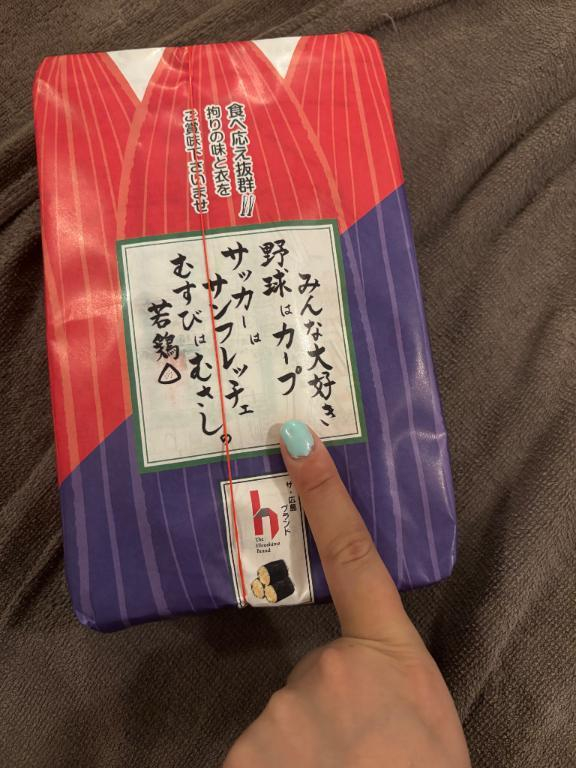 食べ応え抜群!!
拘りの味と衣を
ご賞味下さいませ
みんな大好き
野球はカープ
サッカーは
サンフレッチェ
むすびはむさし。
若鶏
ザ・広島
ブランド
The
Hiroshima
Brand